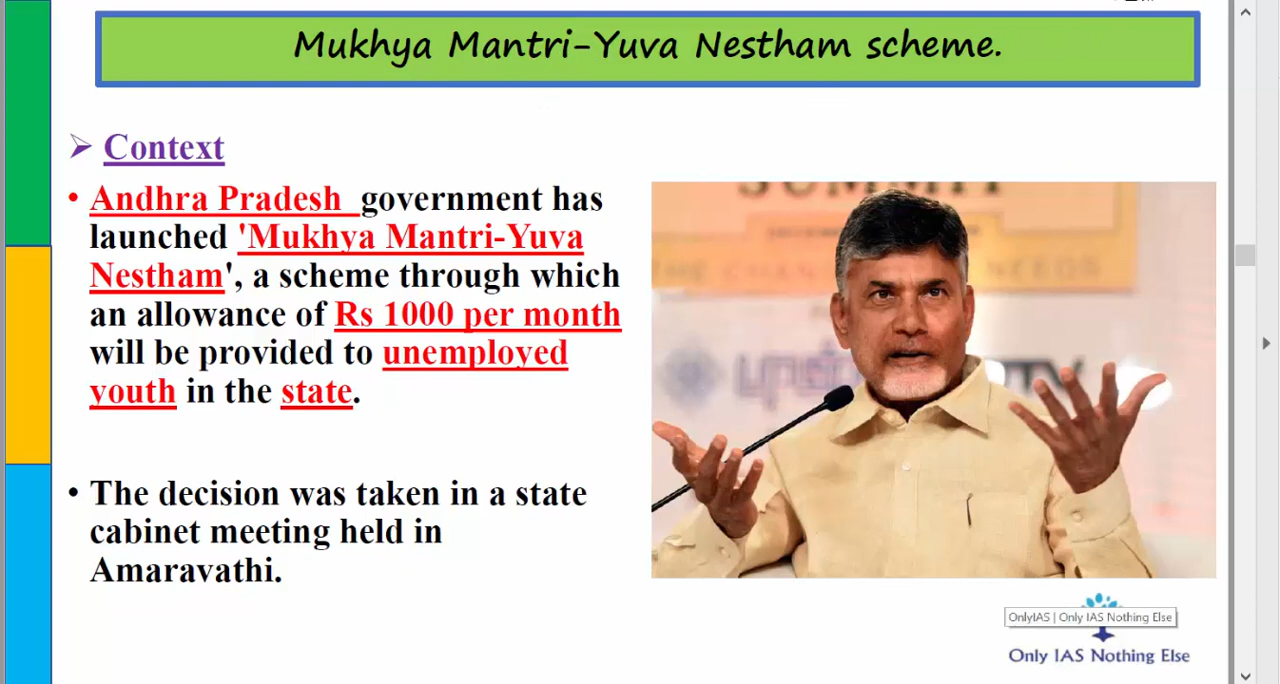 Mukhya Mantri-Yuva Nestham scheme.
➢ Context
• Andhra Pradesh government has
launched 'Mukhya Mantri-Yuva
Nestham', a scheme through which
an allowance of Rs 1000 per month
will be provided to unemployed
youth in the state.
• The decision was taken in a state
cabinet meeting held in
Amaravathi.
SUMMIT
OnlyIAS | Only IAS Nothing Else
Only IAS Nothing Else